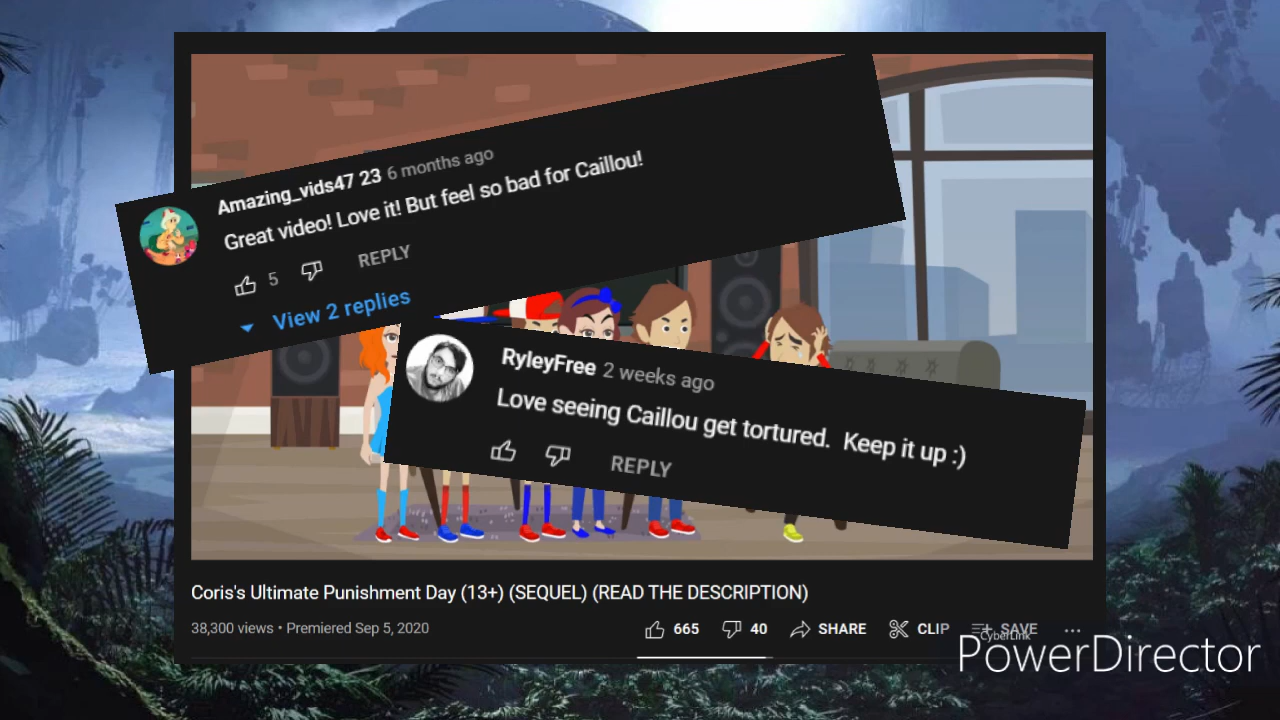 Amazing_vids47 23 6 months ago
Great video! Love it! But feel so bad for Caillou!
5 REPLY
View 2 replies
RyleyFree 2 weeks ago
Love seeing Caillou get tortured. Keep it up :)
REPLY
Coris's Ultimate Punishment Day (13+) (SEQUEL) (READ THE DESCRIPTION)
38,300 views • Premiered Sep 5, 2020
665 40 SHARE CLIP SAVE ...
CyberLink
PowerDirector